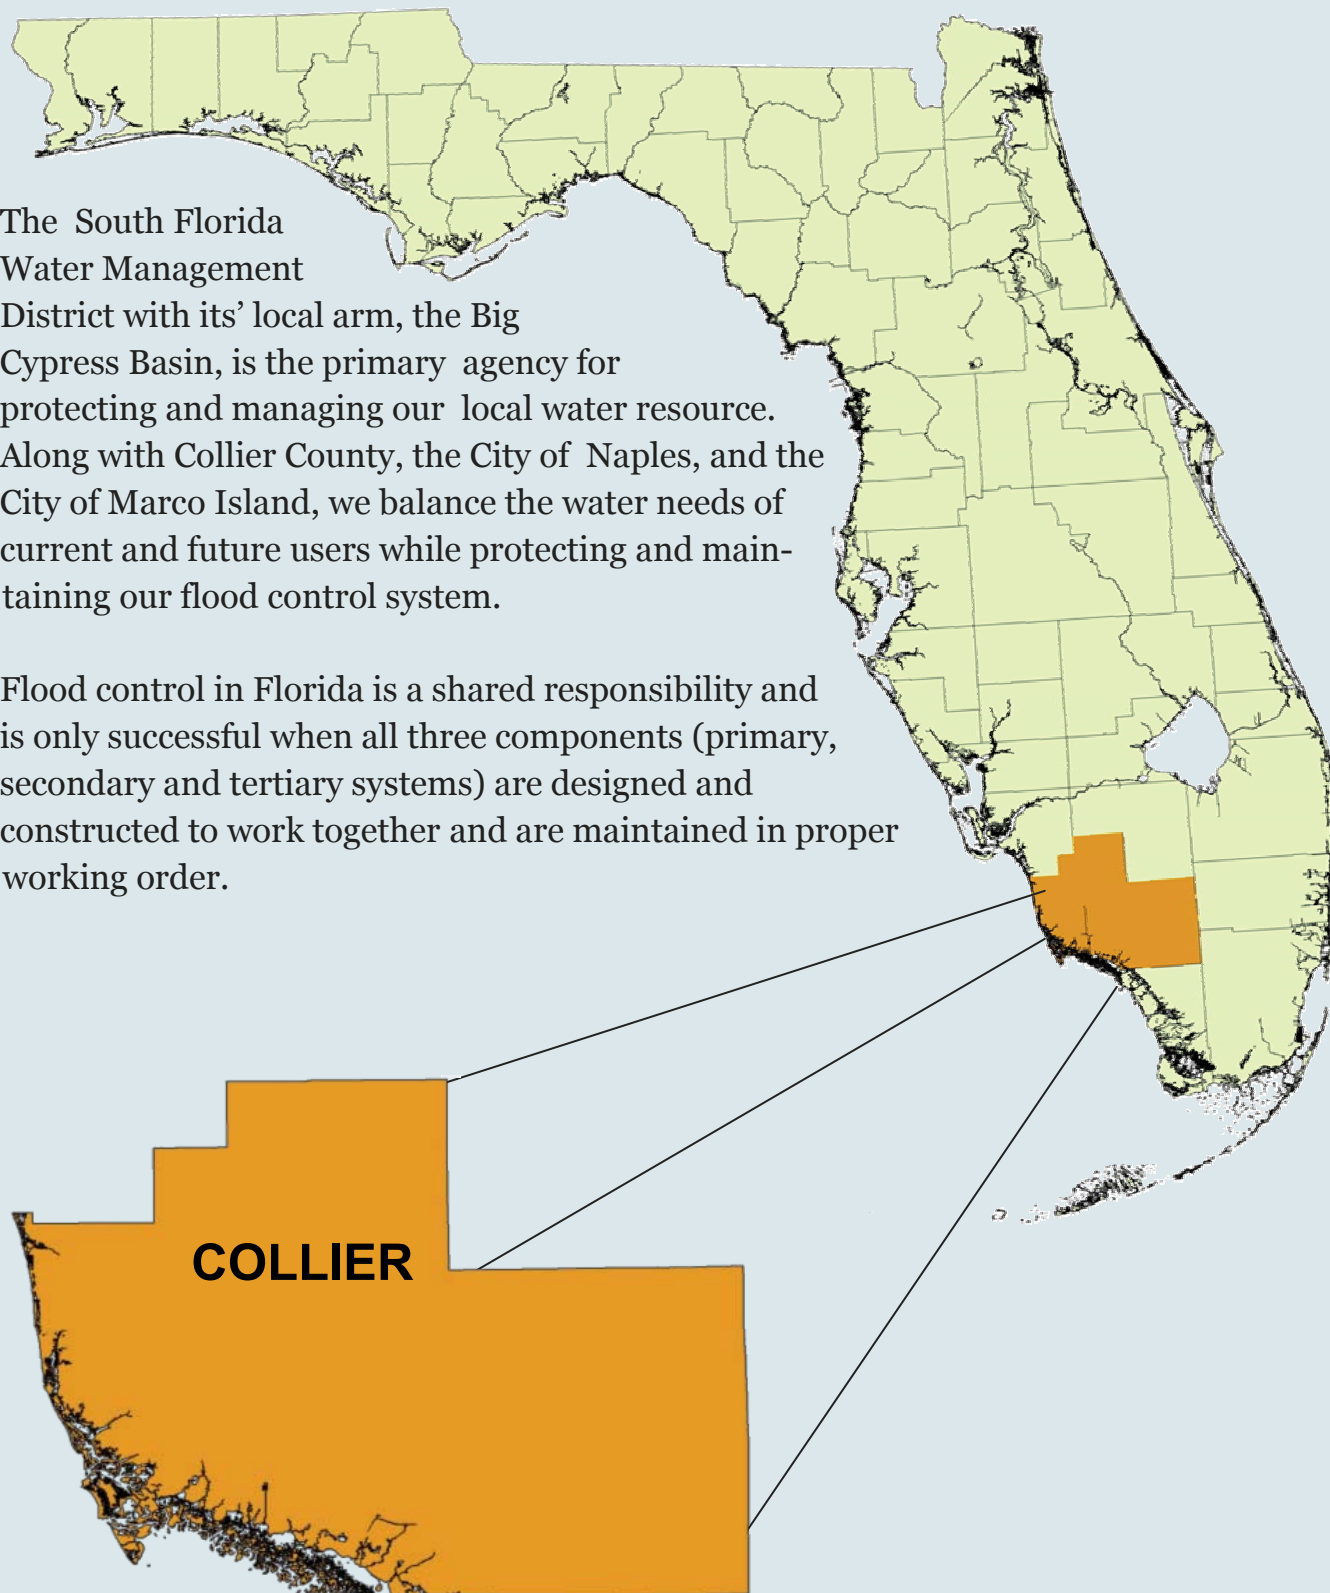 The South Florida
Water Management
District with its’ local arm, the Big
Cypress Basin, is the primary agency for
protecting and managing our local water resource.
Along with Collier County, the City of Naples, and the
City of Marco Island, we balance the water needs of
current and future users while protecting and main-
taining our flood control system.
Flood control in Florida is a shared responsibility and
is only successful when all three components (primary,
secondary and tertiary systems) are designed and
constructed to work together and are maintained in proper
working order.
COLLIER